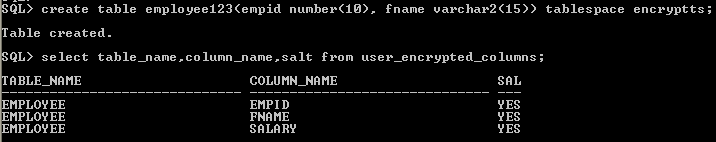 SQL> create table employee123(empid number(10), fname varchar2(15)) tablespace encryptts;
Table created.
SQL> select table_name,column_name,salt from user_encrypted_columns;
TABLE_NAME COLUMN_NAME SAL
------------------------------ ------------------------------ ---
EMPLOYEE EMPID YES
EMPLOYEE FNAME YES
EMPLOYEE SALARY YES